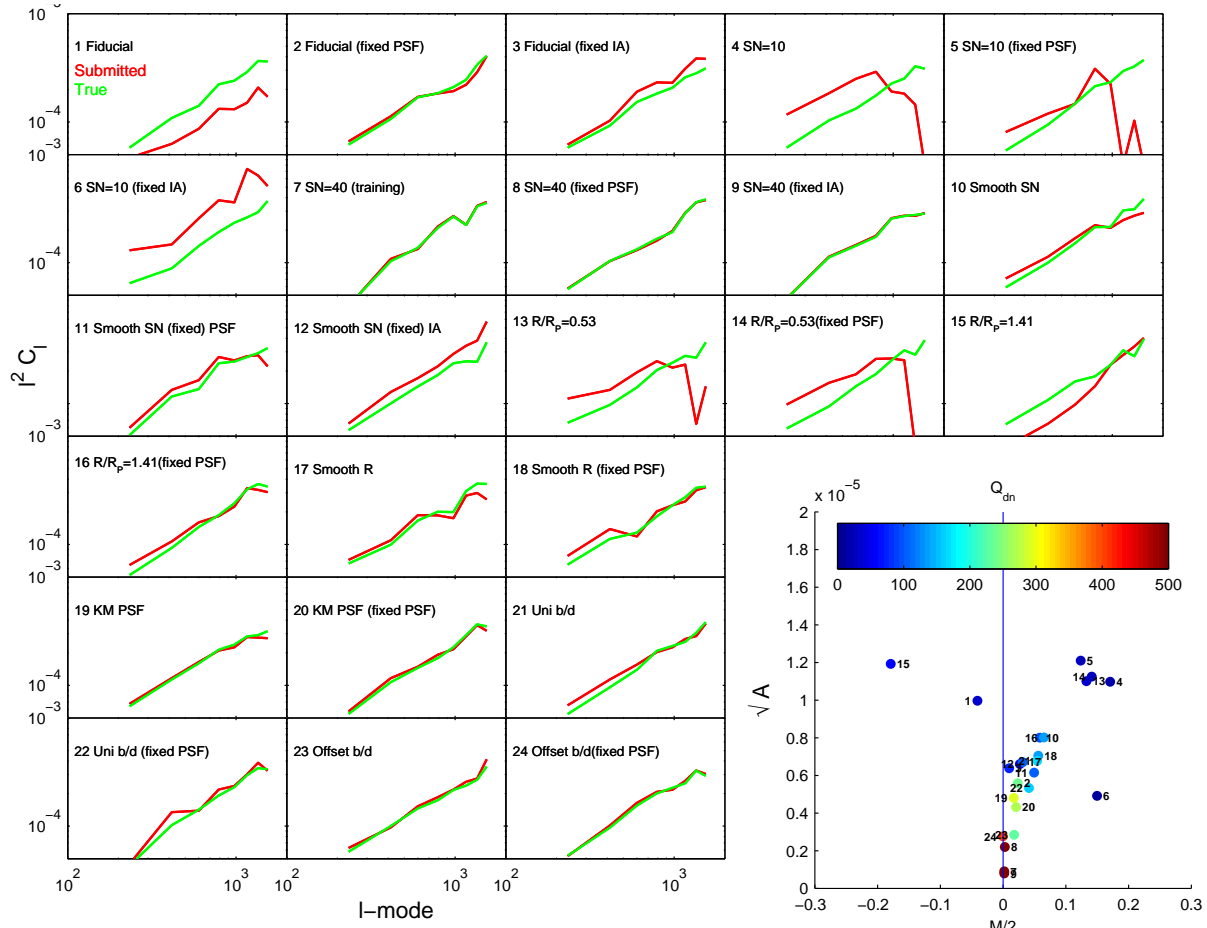 10
1 Fiducial
Submitted
True
2 Fiducial (fixed PSF)
3 Fiducial (fixed IA)
4 SN=10
5 SN=10 (fixed PSF)
10^-4
10^-3
10
6 SN=10 (fixed IA)
7 SN=40 (training)
8 SN=40 (fixed PSF)
9 SN=40 (fixed IA)
10 Smooth SN
10^-4
11 Smooth SN (fixed) PSF
12 Smooth SN (fixed) IA
13 R/R_P=0.53
14 R/R_P=0.53(fixed PSF)
15 R/R_P=1.41
l^2 C_l
10^-3
10
16 R/R_P=1.41(fixed PSF)
17 Smooth R
18 Smooth R (fixed PSF)
10^-4
10^-3
10
19 KM PSF
20 KM PSF (fixed PSF)
21 Uni b/d
10^-4
10^-3
10
22 Uni b/d (fixed PSF)
23 Offset b/d
24 Offset b/d(fixed PSF)
10^-4
10^2 10^3 10^2 10^3 10^2 10^3
l-mode
x 10^-5
Q_dn
2
1.8
1.6
1.4
1.2
1
0.8
0.6
0.4
0.2
0
0 100 200 300 400 500
√ A
15
5
14 13 4
1
16 10
18
12 3 21 17
11
22 2
6
19
20
24 23
8
7
9
-0.3 -0.2 -0.1 0 0.1 0.2 0.3
M/2